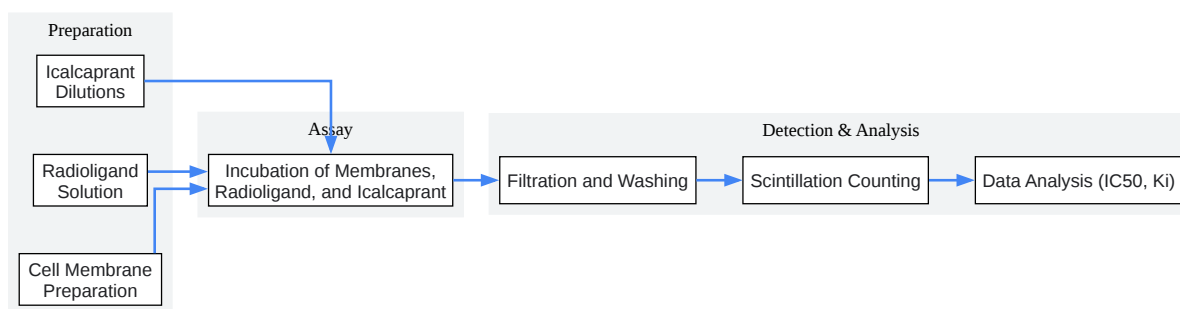 Preparation
Icalcaprant
Dilutions
Radioligand
Solution
Cell Membrane
Preparation
Assay
Incubation of Membranes,
Radioligand, and Icalcaprant
Detection & Analysis
Filtration and Washing
Scintillation Counting
Data Analysis (IC50, Ki)